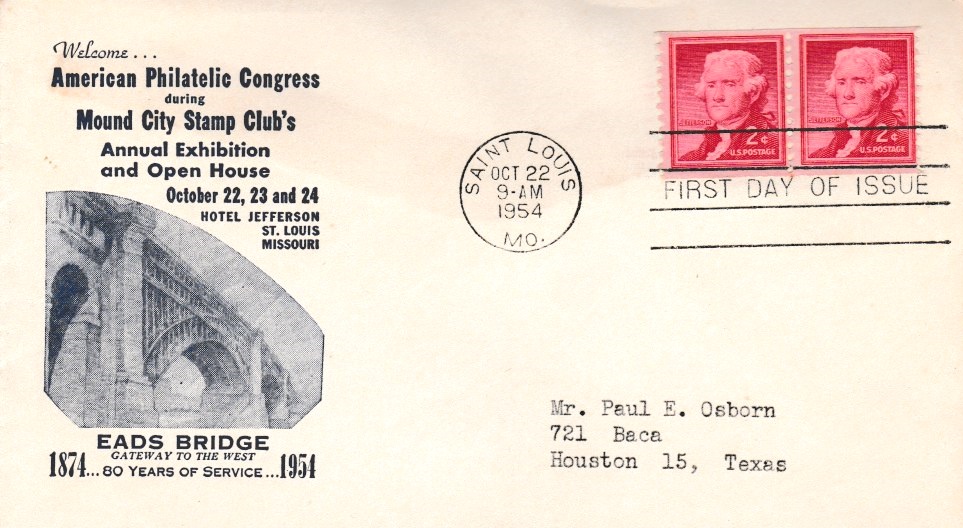 Welcome...
American Philatelic Congress
during
Mound City Stamp Club's
Annual Exhibition
and Open House
October 22, 23 and 24
HOTEL JEFFERSON
ST. LOUIS
MISSOURI
EADS BRIDGE
GATEWAY TO THE WEST
1874...80 YEARS OF SERVICE...1954
SAINT LOUIS
OCT 22
9-AM
1954
MO.
JEFFERSON
2¢
U.S. POSTAGE
JEFFERSON
2¢
U.S. POSTAGE
FIRST DAY OF ISSUE
Mr. Paul E. Osborn
721 Baca
Houston 15, Texas